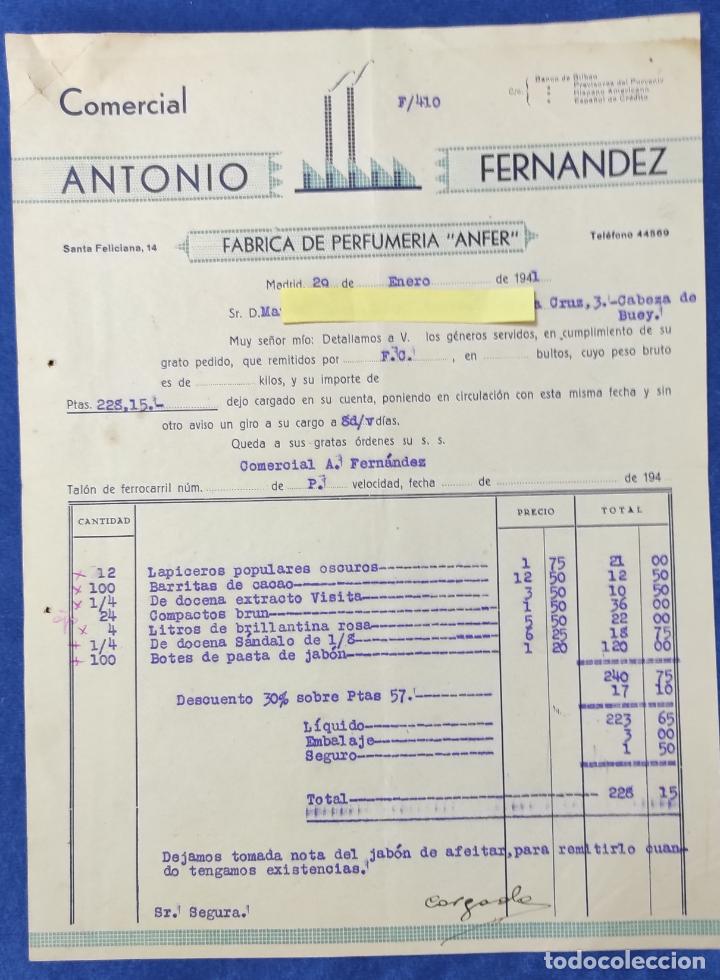 Comercial
F/410
C/c. Banco de Bilbao
" Previsores del Porvenir
" Hispano Americano
" Español de Crédito
ANTONIO FERNANDEZ
Santa Feliciana, 14
FABRICA DE PERFUMERIA "ANFER"
Teléfono 44569
Madrid, 29 de Enero de 1941
Sr. D. Ma Cruz, 3.-Cabeza de
Buey.
Muy señor mío: Detallamos a V. los géneros servidos, en cumplimiento de su
grato pedido, que remitidos por F.C. , en bultos, cuyo peso bruto
es de kilos, y su importe de
Ptas. 228,15.- dejo cargado en su cuenta, poniendo en circulación con esta misma fecha y sin
otro aviso un giro a su cargo a 8d/v días.
Queda a sus gratas órdenes su s. s.
Comercial A. Fernández
Talón de ferrocarril núm. de P. velocidad, fecha de de 194
CANTIDAD PRECIO TOTAL
x 12 Lapiceros populares oscuros 1 75 21 00
x 100 Barritas de cacao 12 50 12 50
x 1/4 De docena extracto Visita 3 50 10 50
24 Compactos brun 1 50 36 00
x 4 Litros de brillantina rosa 5 50 22 00
+ 1/4 De docena Sándalo de 1/8 6 25 18 75
+ 100 Botes de pasta de jabón 1 20 120 00
240 75
Descuento 30% sobre Ptas 57.- 17 10
Líquido 223 65
Embalaje 3 00
Seguro 1 50
Total 228 15
Dejamos tomada nota del jabón de afeitar, para remitirlo cuan-
do tengamos existencias.
Sr. Segura.
cargado
todocoleccion